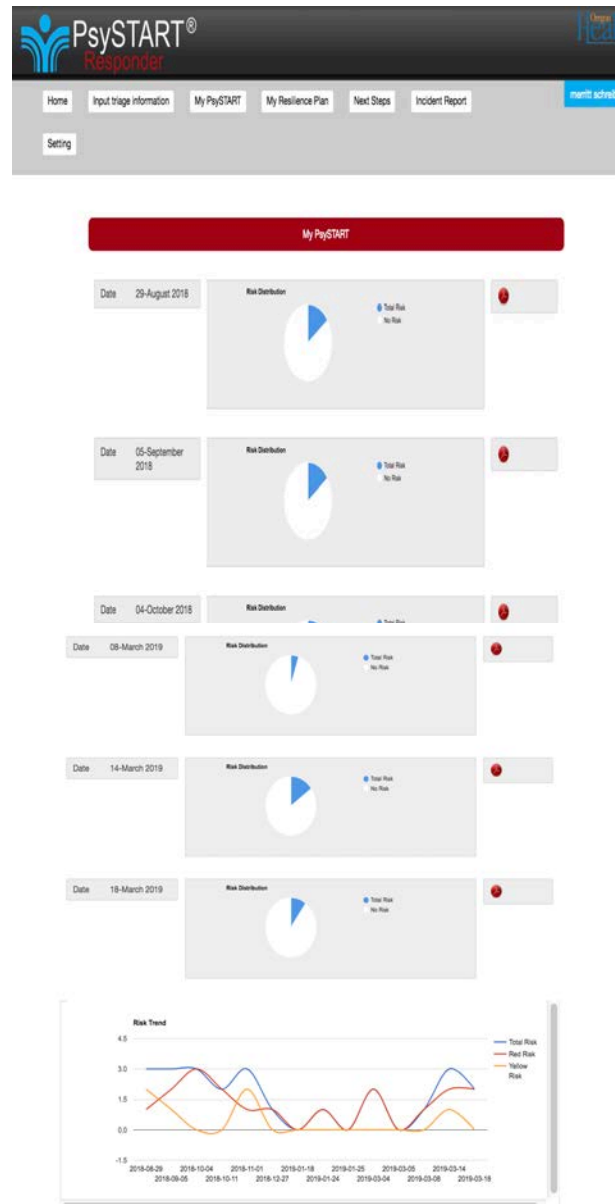 PsySTART®
Responder
Oregon
Home Input triage information My PsySTART My Resilience Plan Next Steps Incident Report
Setting
My PsySTART
Date 29-August 2018 Risk Distribution
Total Risk
No Risk
Date 05-September 2018 Risk Distribution
Total Risk
No Risk
Date 04-October 2018 Risk Distribution
Total Risk
Date 08-March 2019 Risk Distribution
Total Risk
No Risk
Date 14-March 2019 Risk Distribution
Total Risk
No Risk
Date 18-March 2019 Risk Distribution
Total Risk
No Risk
Risk Trend
4.5
3.0
1.5
0.0
-1.5
Total Risk
Red Risk
Yellow
Risk
2018-08-29 2018-10-04 2018-11-01 2019-01-18 2019-01-25 2019-03-05 2019-03-14
2018-09-05 2018-10-11 2018-12-27 2019-01-24 2019-03-04 2019-03-08 2019-03-18